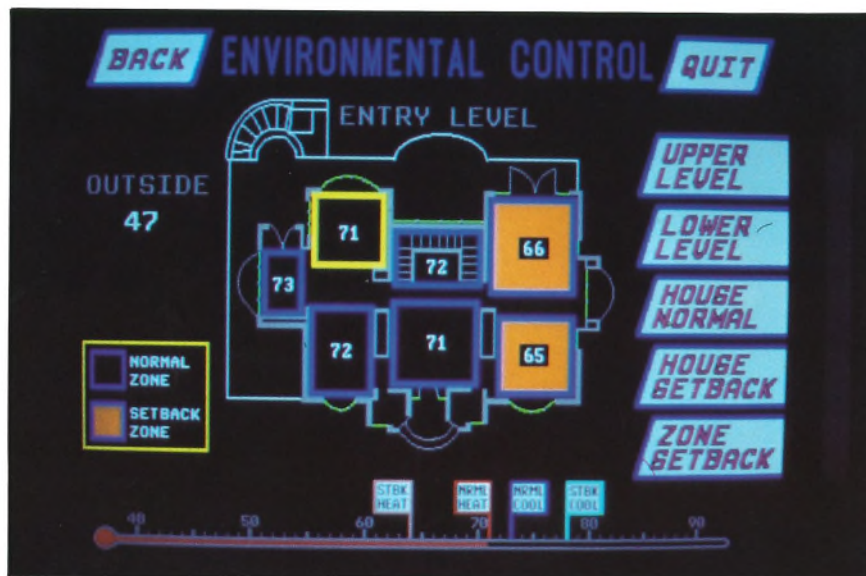 BACK
ENVIRONMENTAL CONTROL
QUIT
ENTRY LEVEL
OUTSIDE
47
71
72
66
73
72
71
65
NORMAL
ZONE
SETBACK
ZONE
UPPER
LEVEL
LOWER
LEVEL
HOUSE
NORMAL
HOUSE
SETBACK
ZONE
SETBACK
STBK
HEAT
NRML
HEAT
NRML
COOL
STBK
COOL
40 50 60 70 80 90